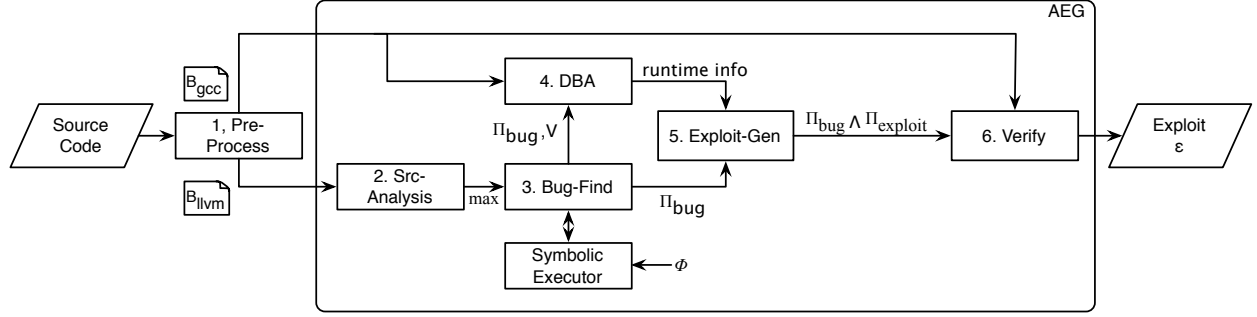 AEG
B_gcc
4. DBA
runtime info
Source
Code
1, Pre-
Process
Π_bug , V
5. Exploit-Gen
Π_bug ∧ Π_exploit
6. Verify
Exploit
ε
B_llvm
2. Src-
Analysis
max
3. Bug-Find
Π_bug
Symbolic
Executor
Φ